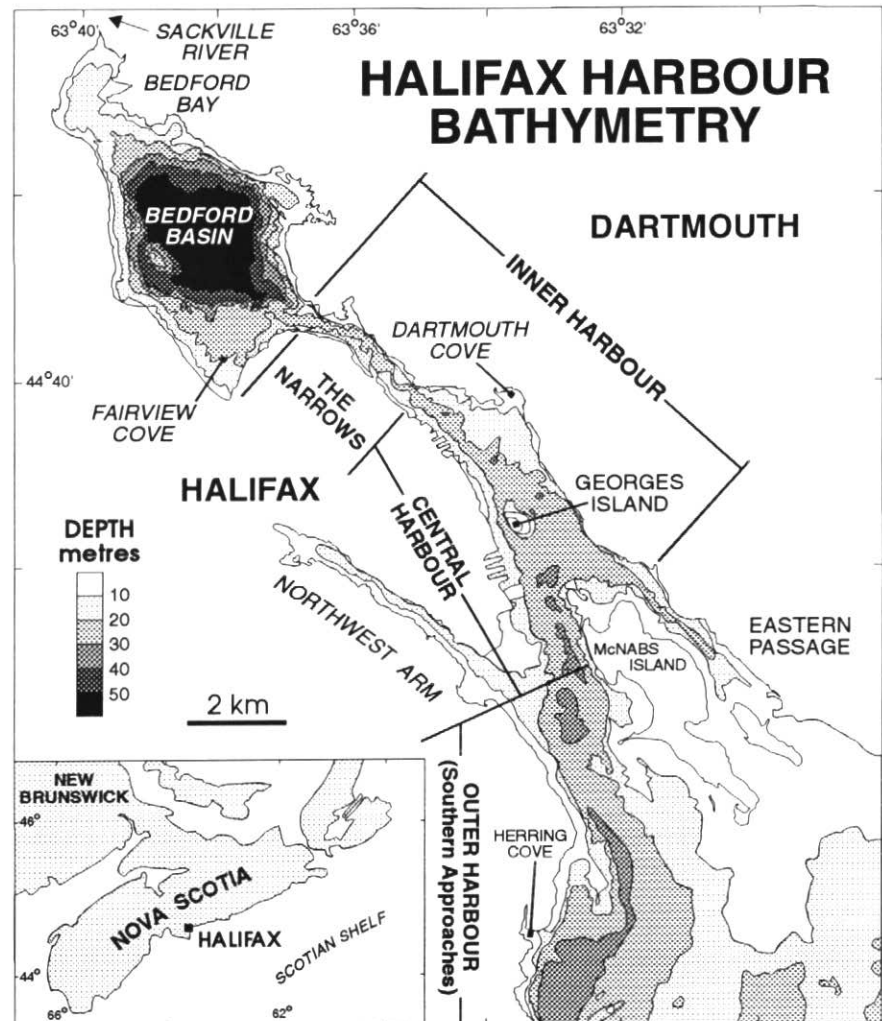 63°40'
SACKVILLE
RIVER
63°36'
63°32'
BEDFORD
BAY
HALIFAX HARBOUR
BATHYMETRY
BEDFORD
BASIN
DARTMOUTH
INNER HARBOUR
DARTMOUTH
COVE
44°40'
FAIRVIEW
COVE
THE
NARROWS
HALIFAX
GEORGES
ISLAND
CENTRAL
HARBOUR
DEPTH
metres
10
20
30
40
50
NORTHWEST ARM
EASTERN
PASSAGE
McNABS
ISLAND
2 km
OUTER HARBOUR
(Southern Approaches)
HERRING
COVE
NEW
BRUNSWICK
46°
NOVA SCOTIA
HALIFAX
SCOTIAN SHELF
44°
66°
62°